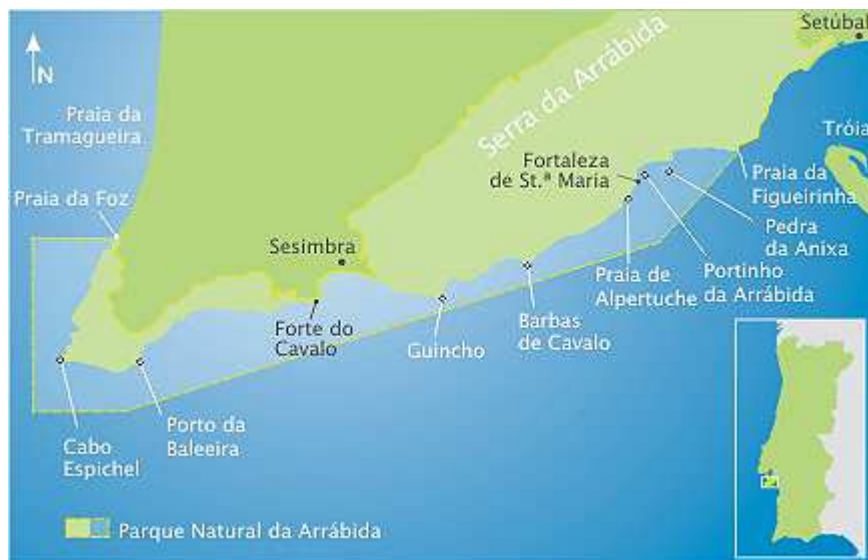 N
Setúbal
Serra da Arrábida
Praia da
Tramagueira
Tróia
Fortaleza
de St.ª Maria
Praia da
Figueirinha
Praia da Foz
Pedra
da Anixa
Sesimbra
Praia de
Alpertuche
Portinho
da Arrábida
Forte do
Cavalo
Guincho
Barbas
de Cavalo
Porto da
Baleeira
Cabo
Espichel
Parque Natural da Arrábida